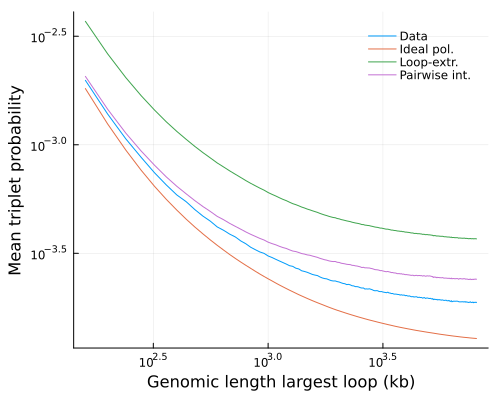 Mean triplet probability
10^-2.5
10^-3.0
10^-3.5
Data
Ideal pol.
Loop-extr.
Pairwise int.
10^2.5 10^3.0 10^3.5
Genomic length largest loop (kb)